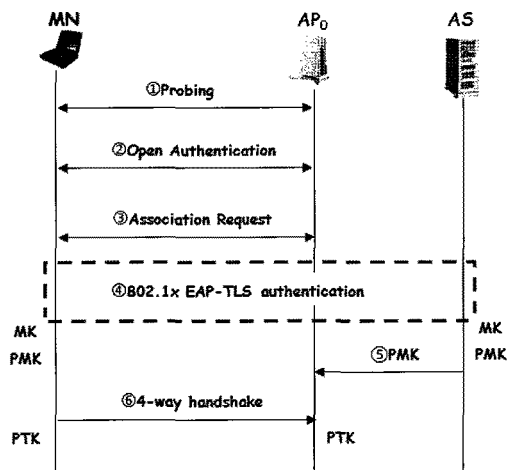 MN AP₀ AS
①Probing
②Open Authentication
③Association Request
④802.1x EAP-TLS authentication
MK MK
PMK PMK
⑤PMK
⑥4-way handshake
PTK PTK